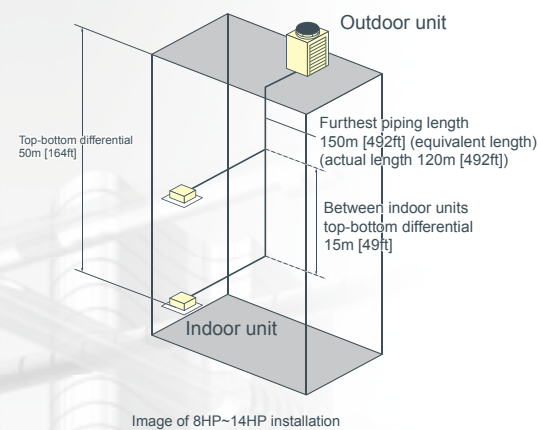 Outdoor unit
Top-bottom differential
50m [164ft]
Furthest piping length
150m [492ft] (equivalent length)
(actual length 120m [492ft])
Between indoor units
top-bottom differential
15m [49ft]
Indoor unit
Image of 8HP~14HP installation